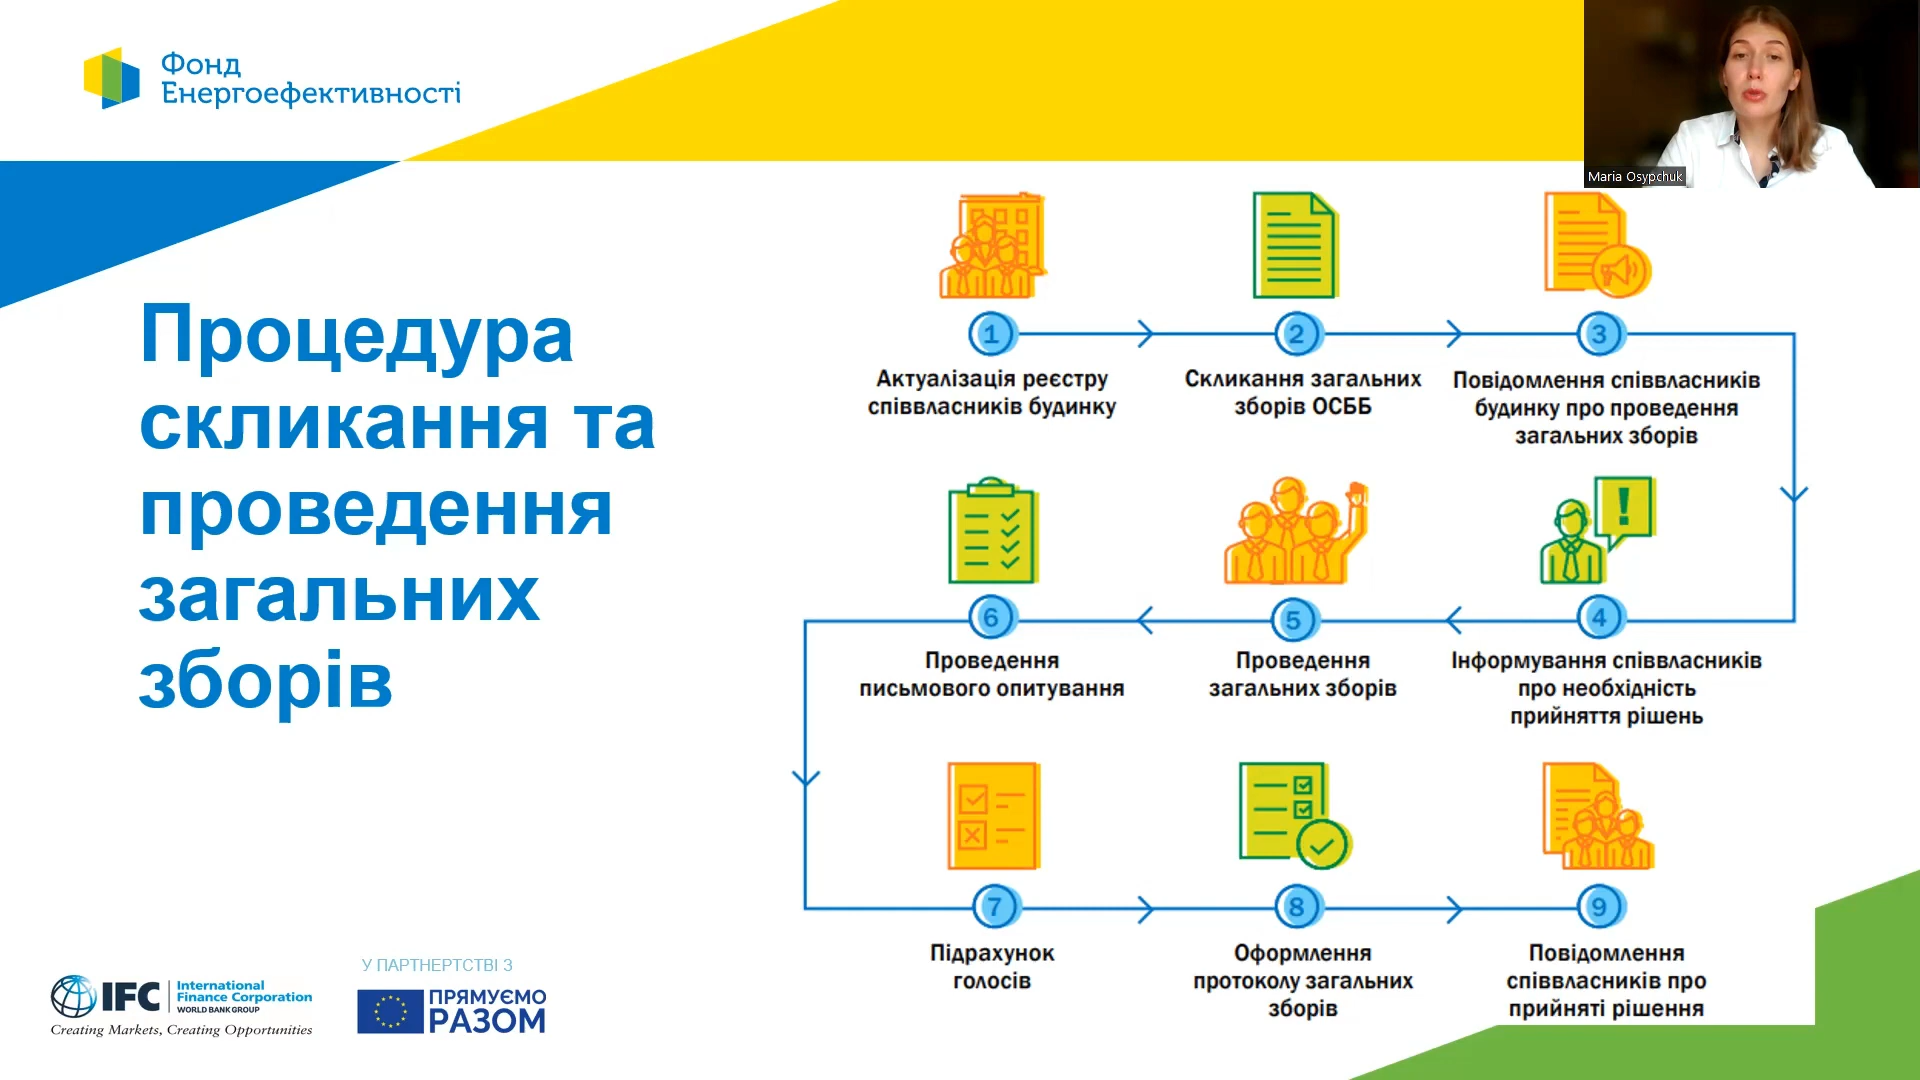 Фонд
Енергоефективності
Maria Osypchuk
Процедура
скликання та
проведення
загальних
зборів
1
Актуалізація реєстру
співвласників будинку
2
Скликання загальних
зборів ОСББ
3
Повідомлення співвласників
будинку про проведення
загальних зборів
4
Інформування співвласників
про необхідність
прийняття рішень
5
Проведення
загальних зборів
6
Проведення
письмового опитування
7
Підрахунок
голосів
8
Оформлення
протоколу загальних
зборів
9
Повідомлення
співвласників про
прийняті рішення
IFC
International
Finance Corporation
WORLD BANK GROUP
Creating Markets, Creating Opportunities
У ПАРТНЕРТСТВІ З
ПРЯМУЄМО
РАЗОМ